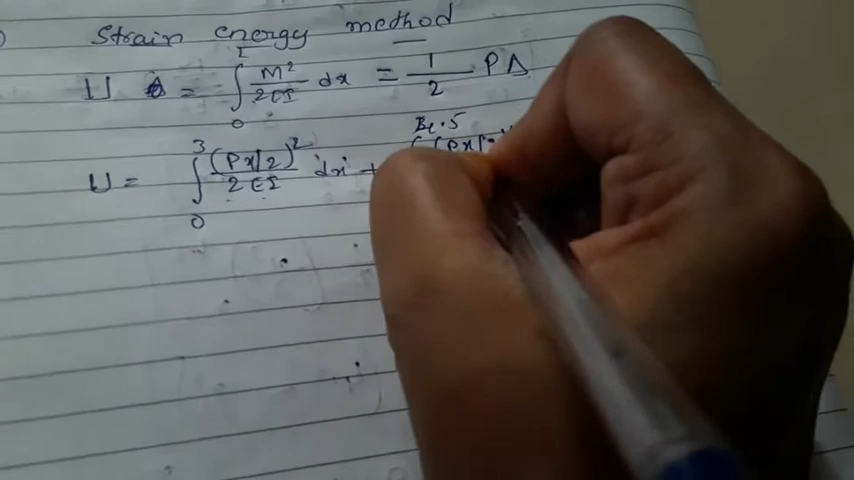 Strain energy method
U = ∫₀ˡ M²/2EI dx = 1/2 PΔ
U = ∫₀³ (Px/2)²/2EI dx +